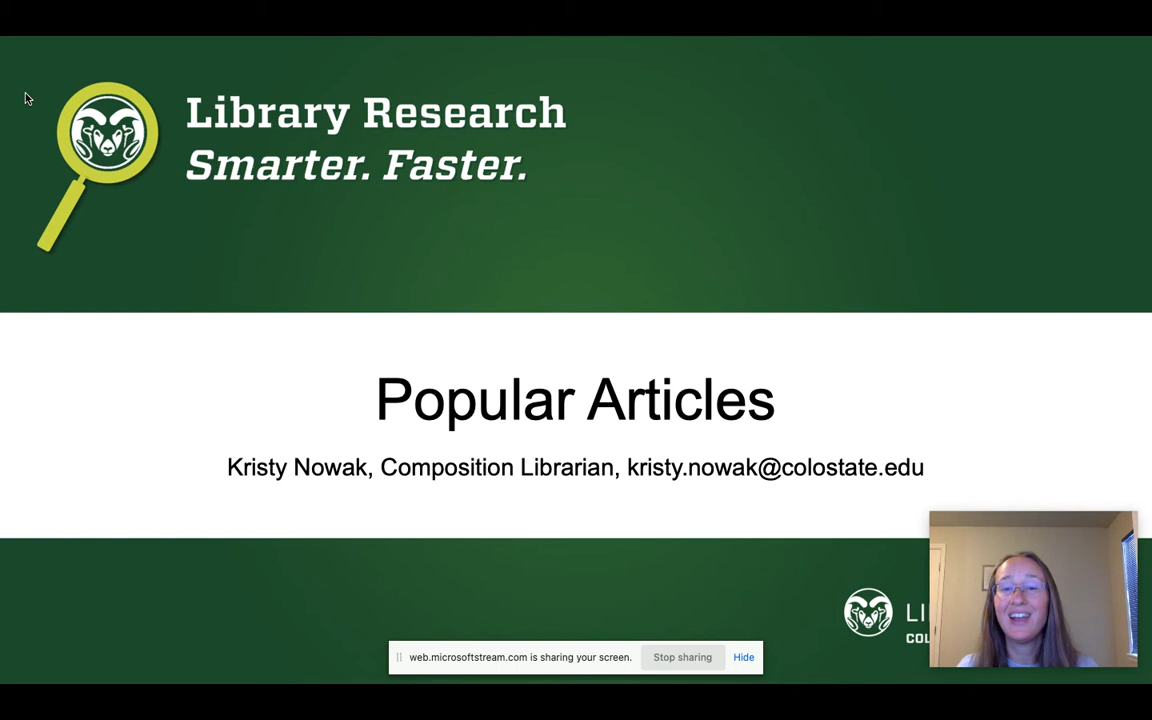 Library Research
Smarter. Faster.
Popular Articles
Kristy Nowak, Composition Librarian, kristy.nowak@colostate.edu
web.microsoftstream.com is sharing your screen. Stop sharing Hide